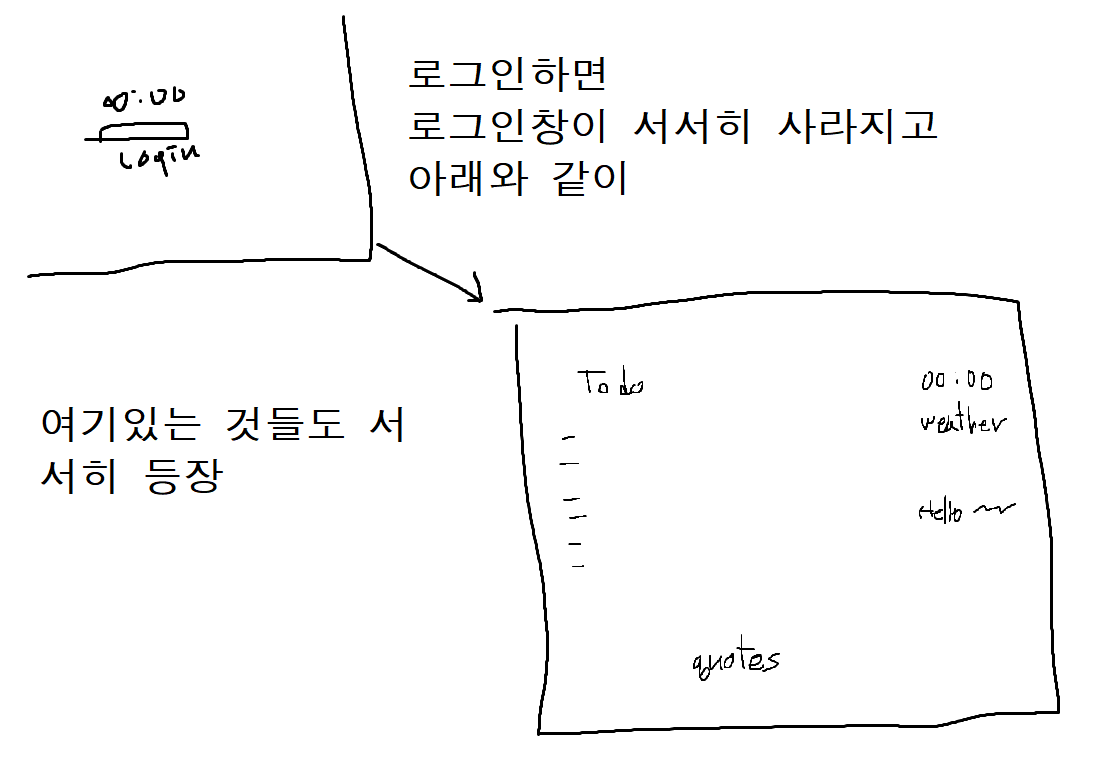 00:00
Login
로그인하면
로그인창이 서서히 사라지고
아래와 같이
여기있는 것들도 서
서히 등장
Todo
00:00
weather
Hello
quotes